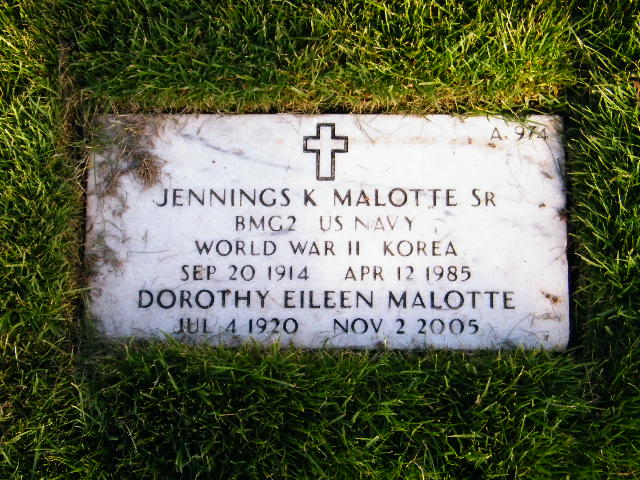 A. 974
JENNINGS K MALOTTE SR
BMG2 US NAVY
WORLD WAR II KOREA
SEP 20 1914 APR 12 1985
DOROTHY EILEEN MALOTTE
JUL 4 1920 NOV 2 2005